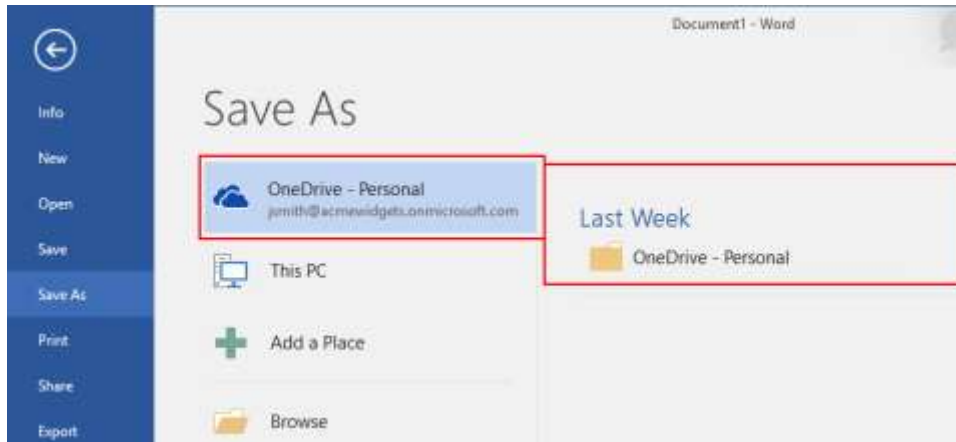 Document1 - Word
Info
New
Open
Save
Save As
Print
Share
Export
Save As
OneDrive - Personal
jsmith@acmewidgets.onmicrosoft.com
This PC
Add a Place
Browse
Last Week
OneDrive - Personal